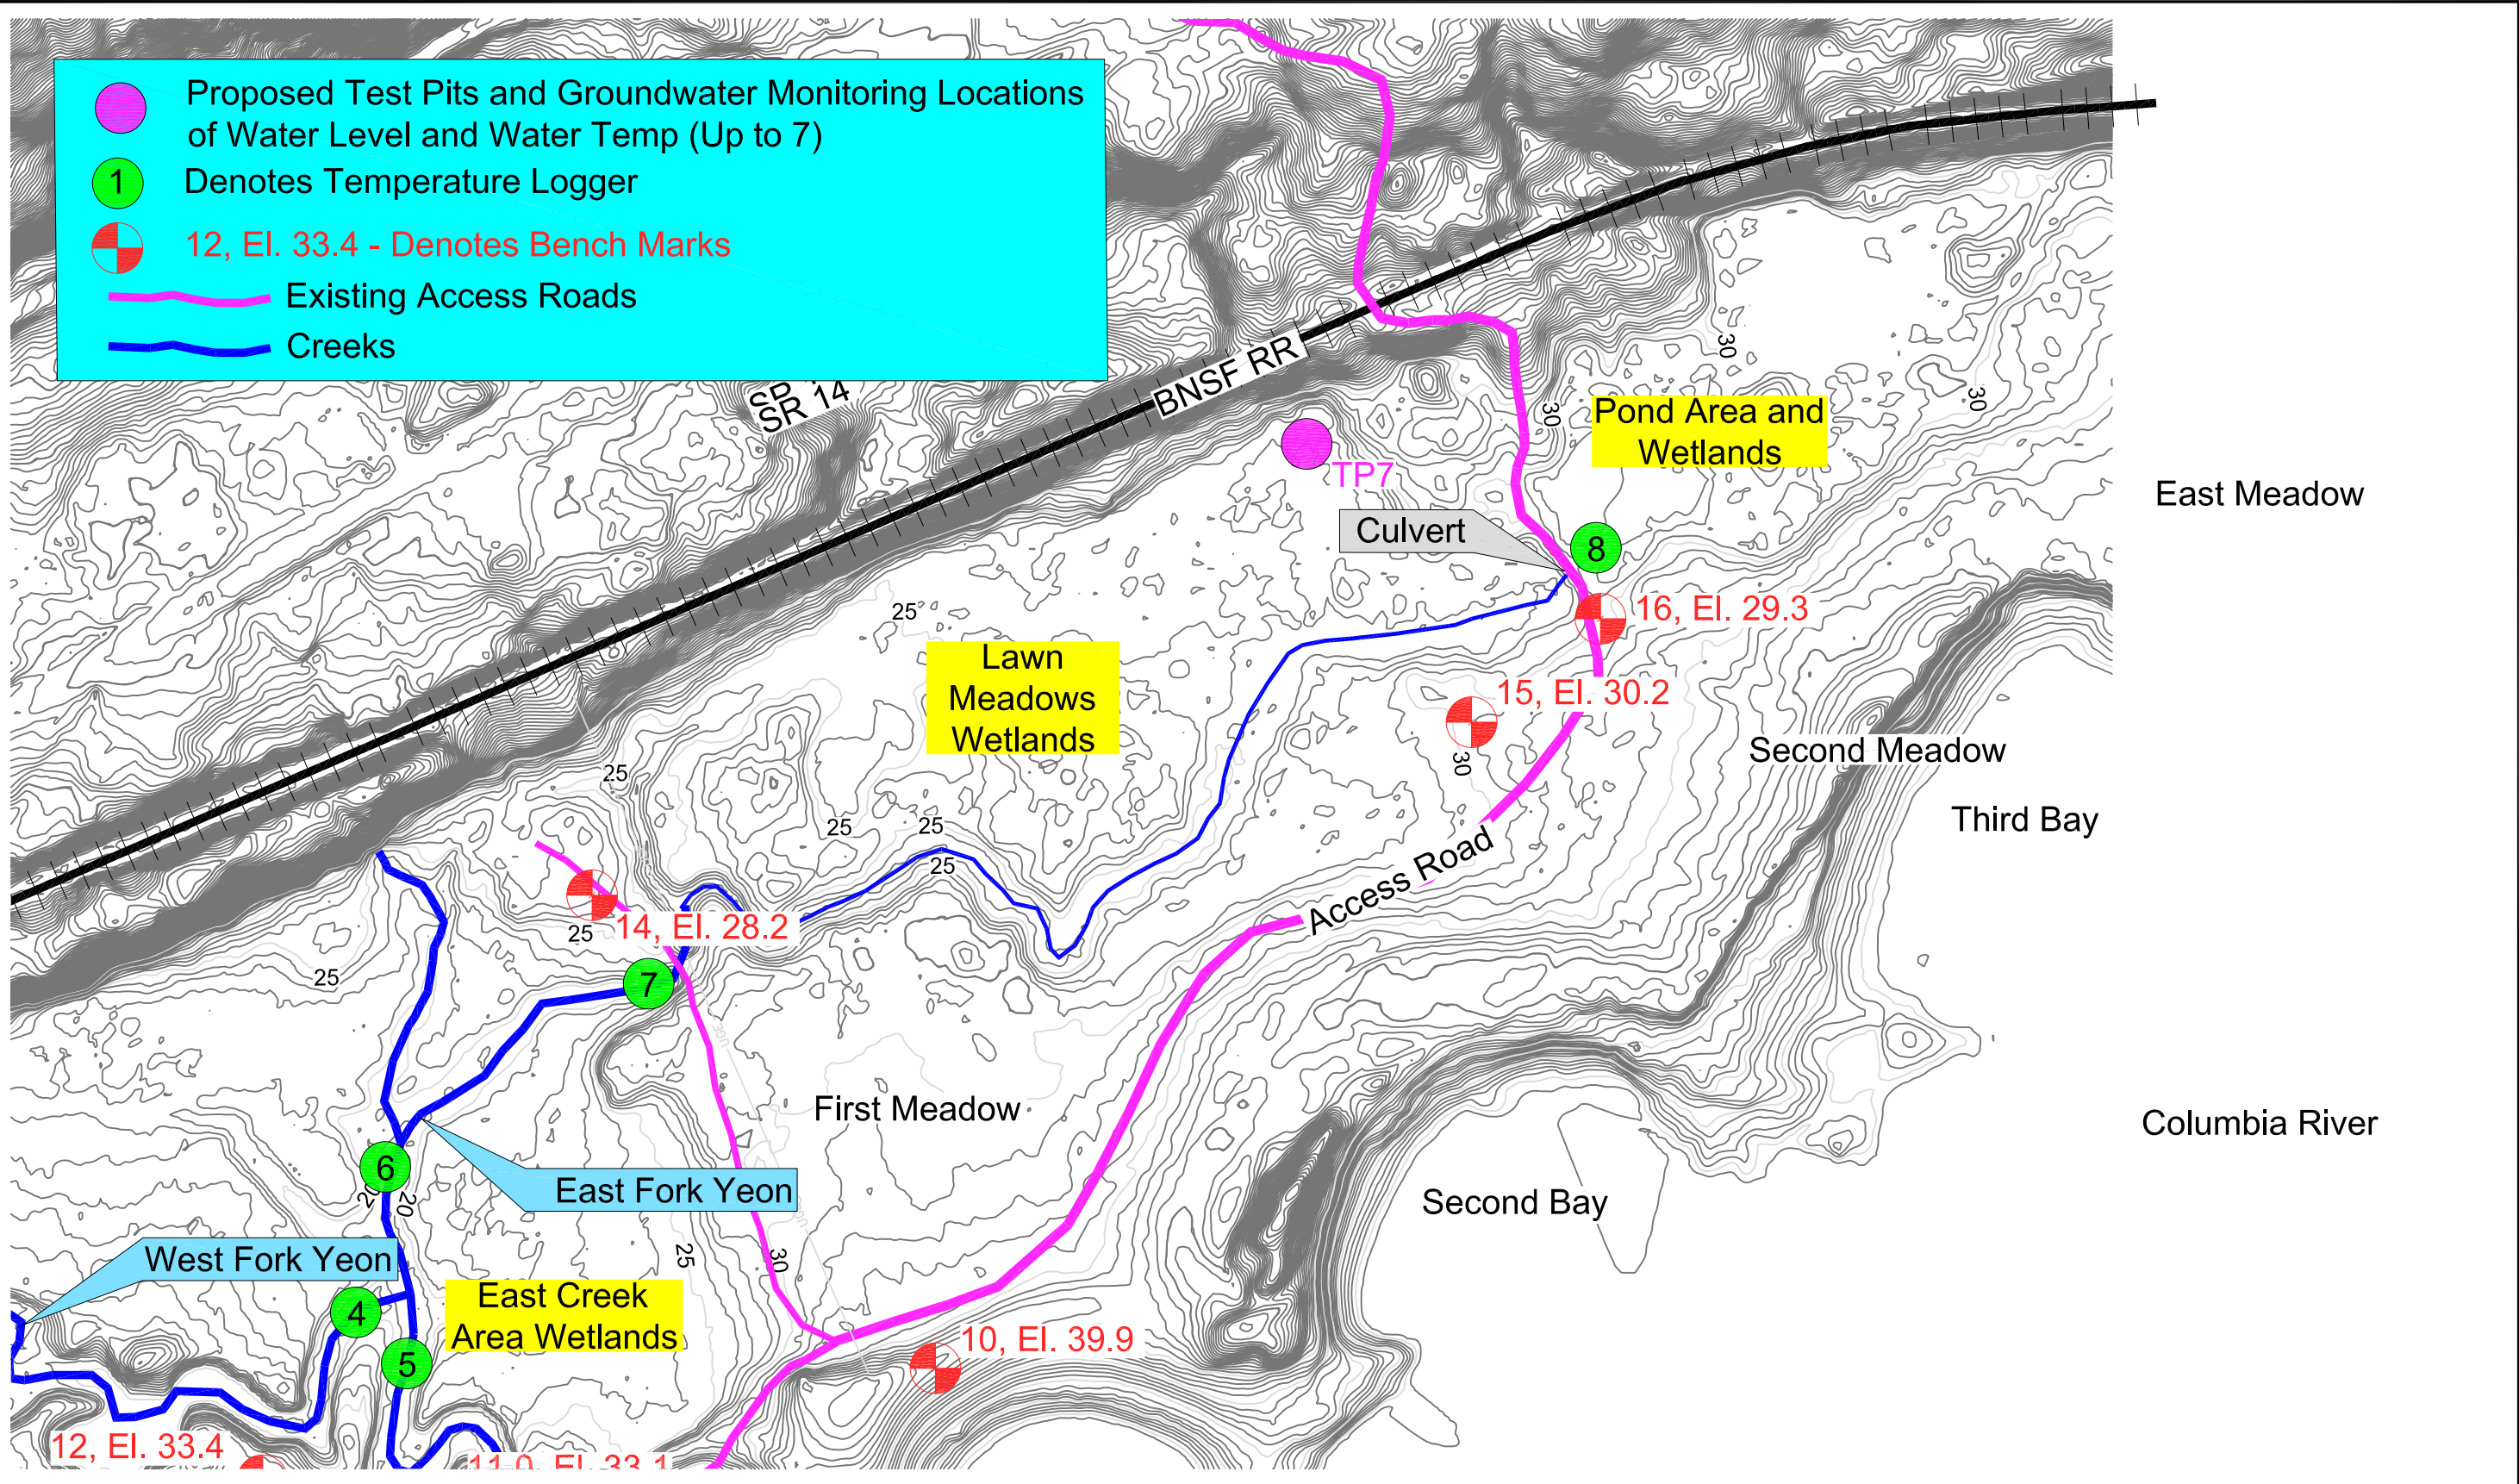 Proposed Test Pits and Groundwater Monitoring Locations
of Water Level and Water Temp (Up to 7)
1
Denotes Temperature Logger
12, El. 33.4 - Denotes Bench Marks
Existing Access Roads
Creeks
SR 14
BNSF RR
30
30
30
Pond Area and
Wetlands
TP7
East Meadow
Culvert
8
25
16, El. 29.3
Lawn
Meadows
Wetlands
15, El. 30.2
30
Second Meadow
25
25
25
25
Third Bay
Access Road
14, El. 28.2
25
25
7
First Meadow
Columbia River
6
20
20
East Fork Yeon
Second Bay
West Fork Yeon
25
30
4
East Creek
Area Wetlands
5
10, El. 39.9
12, El. 33.4